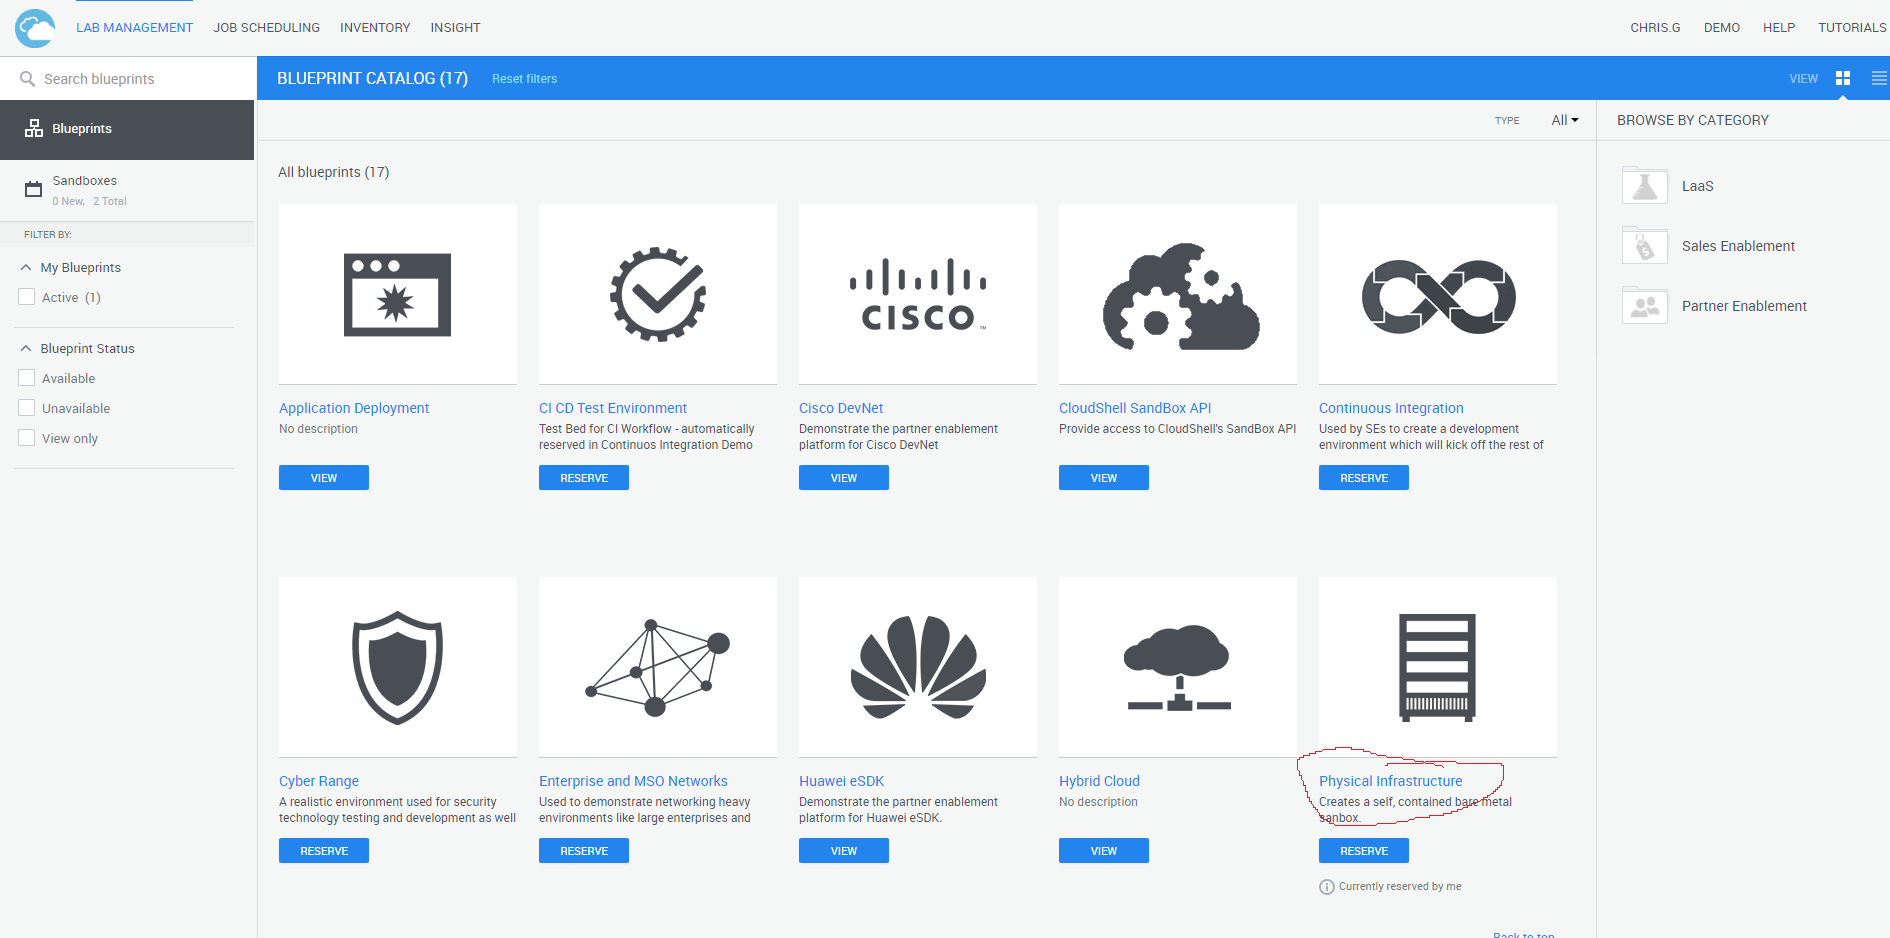 LAB MANAGEMENT JOB SCHEDULING INVENTORY INSIGHT CHRIS.G DEMO HELP TUTORIALS
Search blueprints
BLUEPRINT CATALOG (17) Reset filters VIEW
Blueprints
Sandboxes
0 New, 2 Total
FILTER BY:
My Blueprints
Active (1)
Blueprint Status
Available
Unavailable
View only
TYPE All
All blueprints (17)
CISCO ™
Application Deployment
No description
VIEW
CI CD Test Environment
Test Bed for CI Workflow - automatically
reserved in Continuos Integration Demo
RESERVE
Cisco DevNet
Demonstrate the partner enablement
platform for Cisco DevNet
VIEW
CloudShell SandBox API
Provide access to CloudShell's SandBox API
VIEW
Continuous Integration
Used by SEs to create a development
environment which will kick off the rest of
RESERVE
Cyber Range
A realistic environment used for security
technology testing and development as well
RESERVE
Enterprise and MSO Networks
Used to demonstrate networking heavy
environments like large enterprises and
RESERVE
Huawei eSDK
Demonstrate the partner enablement
platform for Huawei eSDK.
VIEW
Hybrid Cloud
No description
VIEW
Physical Infrastructure
Creates a self, contained bare metal
sanbox.
RESERVE
Currently reserved by me
Back to top
BROWSE BY CATEGORY
LaaS
Sales Enablement
Partner Enablement